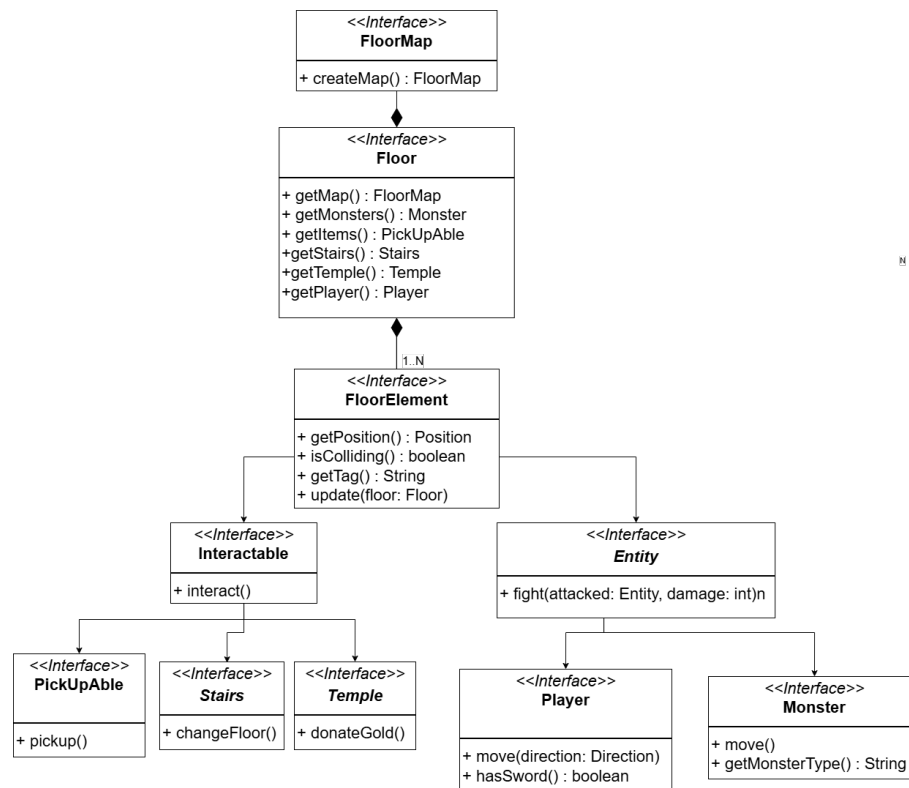 <<Interface>>
FloorMap
+ createMap() : FloorMap
<<Interface>>
Floor
+ getMap() : FloorMap
+ getMonsters() : Monster
+ getItems() : PickUpAble
+getStairs() : Stairs
+getTemple() : Temple
+getPlayer() : Player
N
1..N
<<Interface>>
FloorElement
+ getPosition() : Position
+ isColliding() : boolean
+ getTag() : String
+ update(floor: Floor)
<<Interface>>
Interactable
+ interact()
<<Interface>>
Entity
+ fight(attacked: Entity, damage: int)n
<<Interface>>
PickUpAble
+ pickup()
<<Interface>>
Stairs
+ changeFloor()
<<Interface>>
Temple
+ donateGold()
<<Interface>>
Player
+ move(direction: Direction)
+ hasSword() : boolean
<<Interface>>
Monster
+ move()
+ getMonsterType() : String